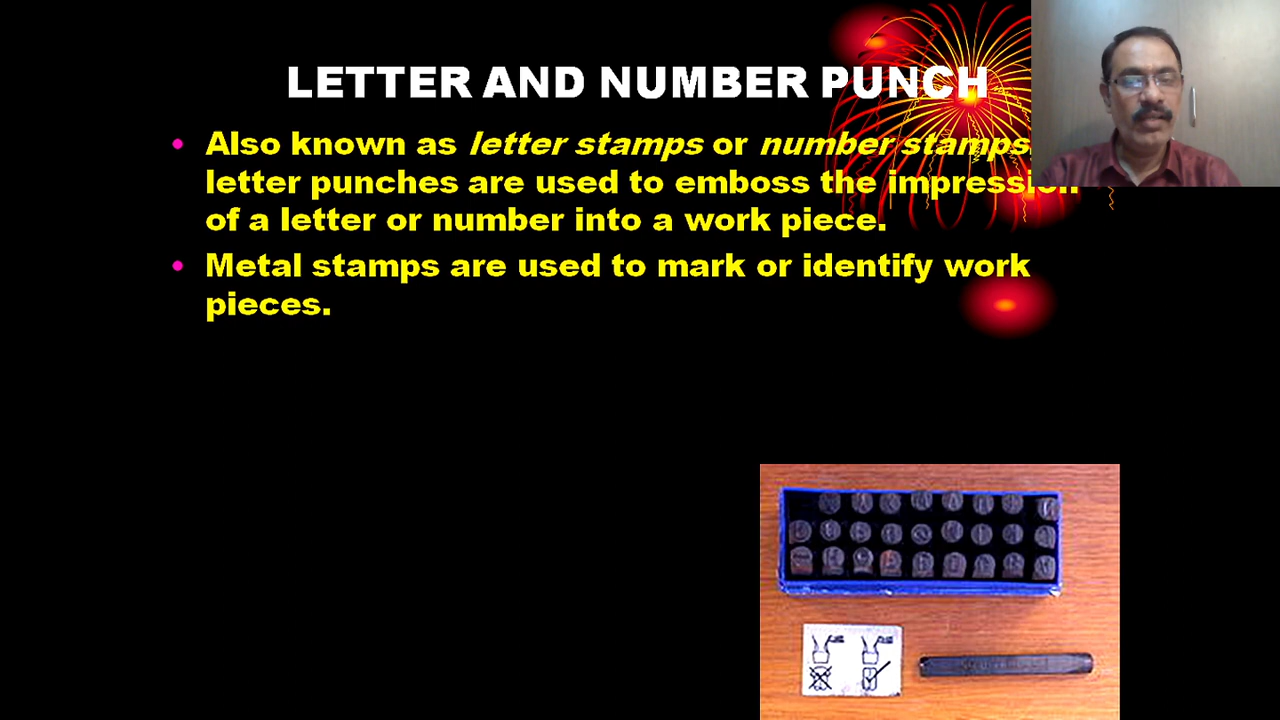 LETTER AND NUMBER PUNCH
• Also known as letter stamps or number stamps
letter punches are used to emboss the impression
of a letter or number into a work piece.
• Metal stamps are used to mark or identify work
pieces.